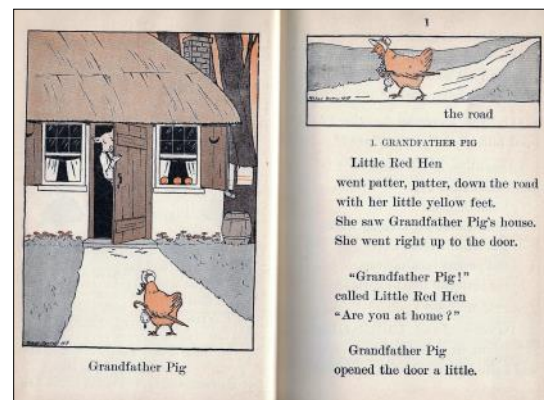 Grandfather Pig
1
the road
1. GRANDFATHER PIG
Little Red Hen
went patter, patter, down the road
with her little yellow feet.
She saw Grandfather Pig's house.
She went right up to the door.
“Grandfather Pig!”
called Little Red Hen
“Are you at home?”
Grandfather Pig
opened the door a little.